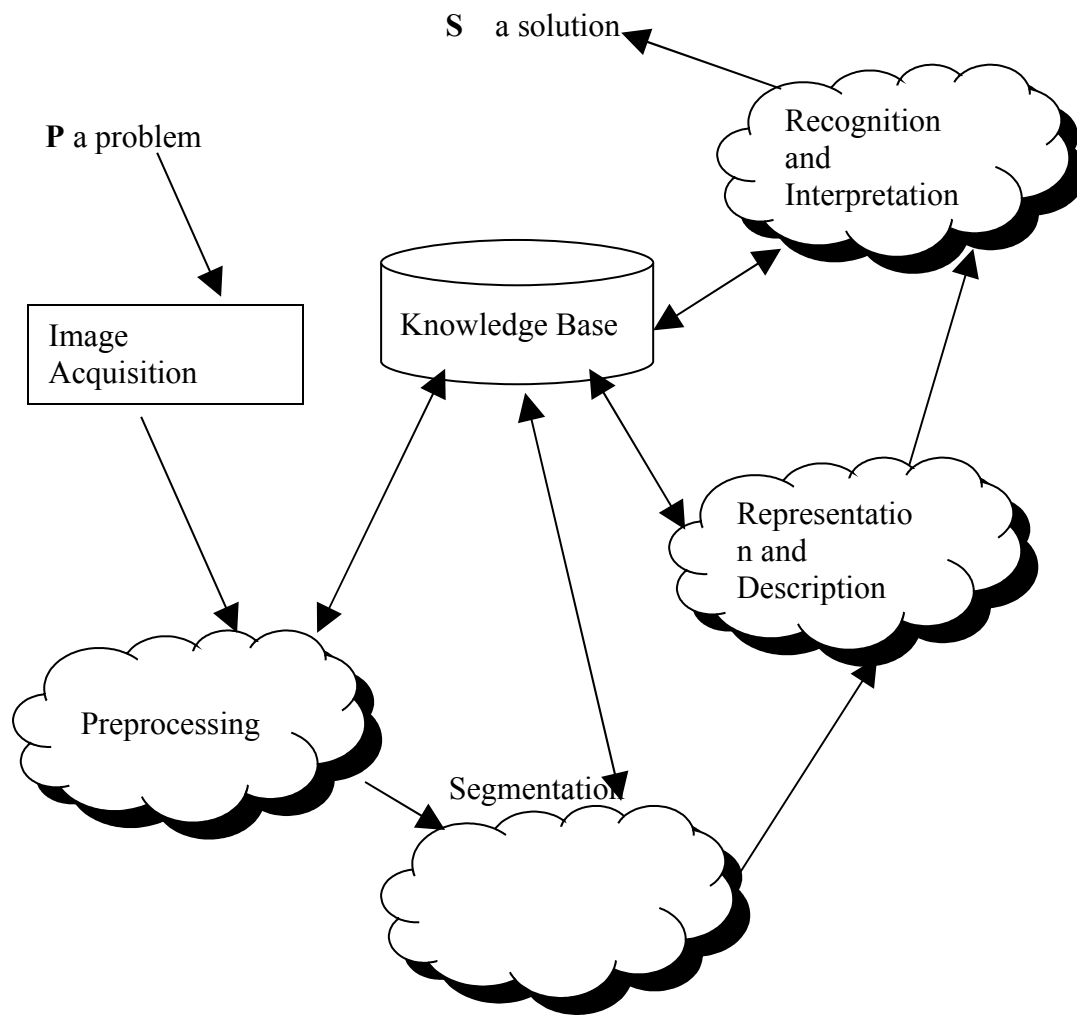 S a solution
P a problem
Recognition
and
Interpretation
Image
Acquisition
Knowledge Base
Representatio
n and
Description
Preprocessing
Segmentation